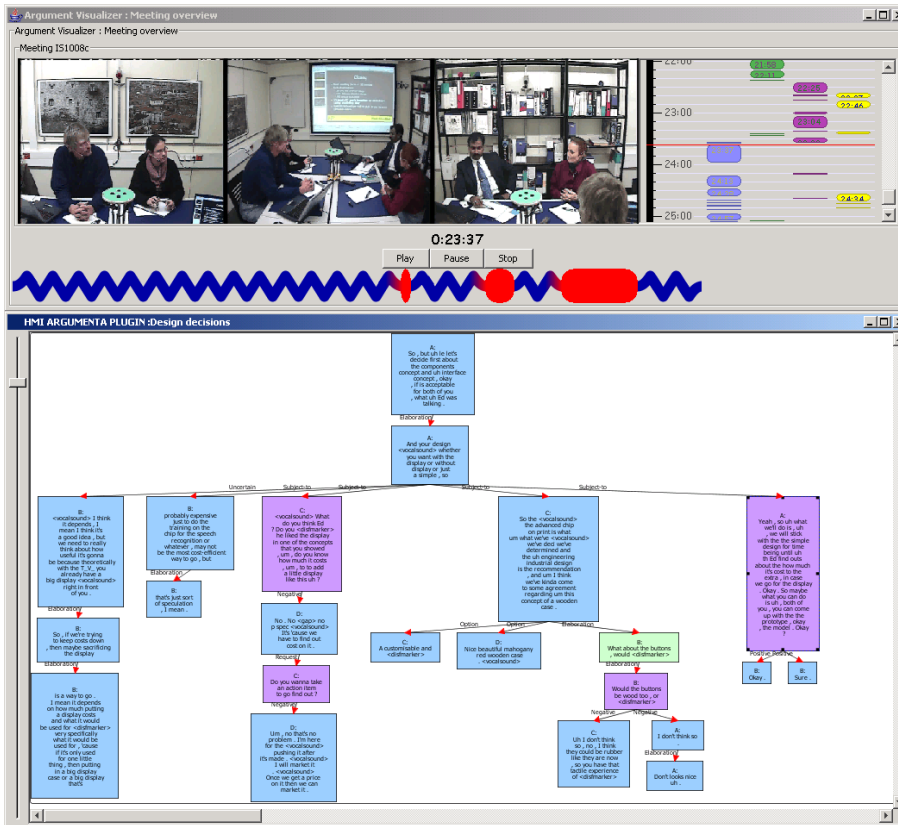 Argument Visualizer : Meeting overview
Argument Visualizer : Meeting overview
Meeting IS1008c
22:00
21:58
22:11
22:25
22:46
23:00
23:04
24:00
24:34
25:00
0:23:37
Play
Pause
Stop
HMI ARGUMENTA PLUGIN :Design decisions
A:
So , but uh le let's
decide first about
the components
concept and uh interface
concept , okay
, if is acceptable
for both of you
, what uh Ed was
talking .
Elaboration/
A:
And your design
<vocalsound> whether
you want with the
display or without
display or just
a simple , so
Uncertain
Subject-to
Subject-to
Subject-to
Subject-to
B:
<vocalsound> I think
it depends , I
mean I think it's
a good idea , but
we need to really
think about how
useful it's gonna
be because theoretically
with the T_V_ you
already have a
big display <vocalsound>
right in front
of you .
Elaboration/
B:
So , if we're trying
to keep costs down
, then maybe sacrificing
the display
Elaboration/
B:
is a way to go .
I mean it depends
on how much putting
a display costs
and what it would
be used for <disfmarker>
very specifically
what it would be
used for , 'cause
if it's only used
for one little
thing , then putting
in a big display
case or a big display
that's
B:
probably expensive
just to do the
training on the
chip for the speech
recognition or
whatever , may not
be the most cost-efficient
way to go , but
Elaboration
B:
that's just sort
of speculation
, I mean .
C:
<vocalsound> What
do you think Ed
? Do you <disfmarker>
he liked the display
in one of the concepts
that you showed
, um , do you know
how much it costs
, um , to to add
a little display
like this uh ?
Negative/
D:
No . No <gap> no
p spec <vocalsound>
It's 'cause we
have to find out
cost on it .
Request/
C:
Do you wanna take
an action item
to go find out ?
Negative/
D:
Um , no that's no
problem . I'm here
for the <vocalsound>
pushing it after
it's made . <vocalsound>
I will market it
. <vocalsound>
Once we get a price
on it then we can
market it .
C:
So the <vocalsound>
the advanced chip
on print is what
um what we've <vocalsound>
we've deci we've
determined and
the uh engineering
industrial design
is the recommendation
, and um I think
we've kinda come
to some agreement
regarding um this
concept of a wooden
case .
Option
Option
Elaboration
C:
A customisable and
<disfmarker>
D:
Nice beautiful mahogany
red wooden case
. <vocalsound>
B:
What about the buttons
, would <disfmarker>
Elaboration/
B:
Would the buttons
be wood too, or
<disfmarker>
Negative
Negative
C:
Uh I don't think
so , no , I think
they could be rubber
like they are now
, so you have that
tactile experience
of <disfmarker>
A:
I don't think so
.
Elaboration/
A:
Don't looks nice
uh .
A:
Yeah , so uh what
we'll do is , uh
, we will stick
with the the simple
design for time
being until uh
th Ed finds outs
about the how much
it's cost to the
extra , in case
we go for the display
. Okay . So maybe
what you can do
is uh , both of
you , you can come
up with the the
prototype , okay
, the model . Okay
?
Positive
Positive
B:
Okay .
B:
Sure .